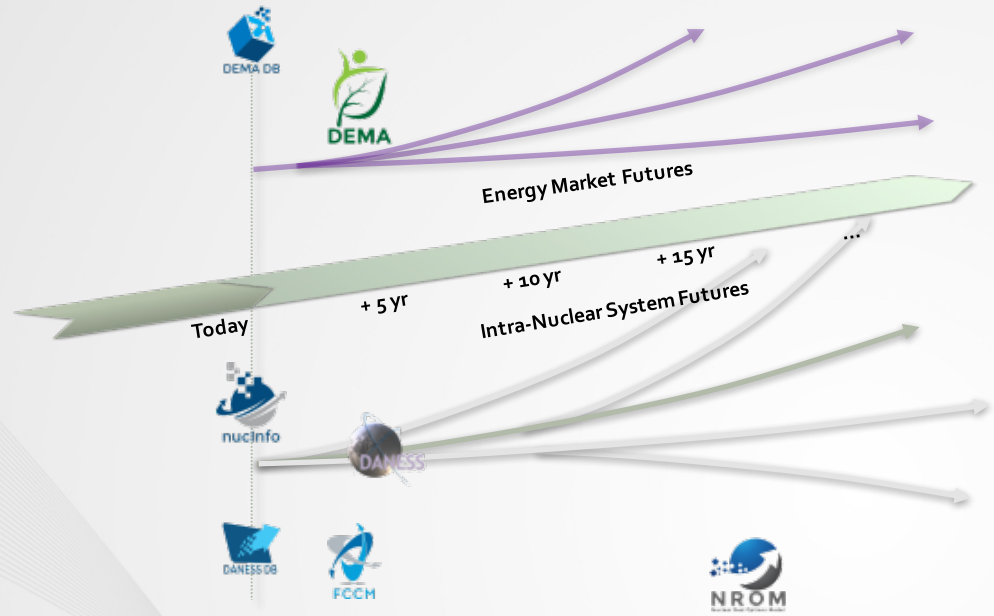 DEMA DB
DEMA
Energy Market Futures
...
+ 15 yr
+ 10 yr
+ 5 yr
Today
Intra-Nuclear System Futures
nucinfo
DANESS
DANESS DB
FCCM
NROM